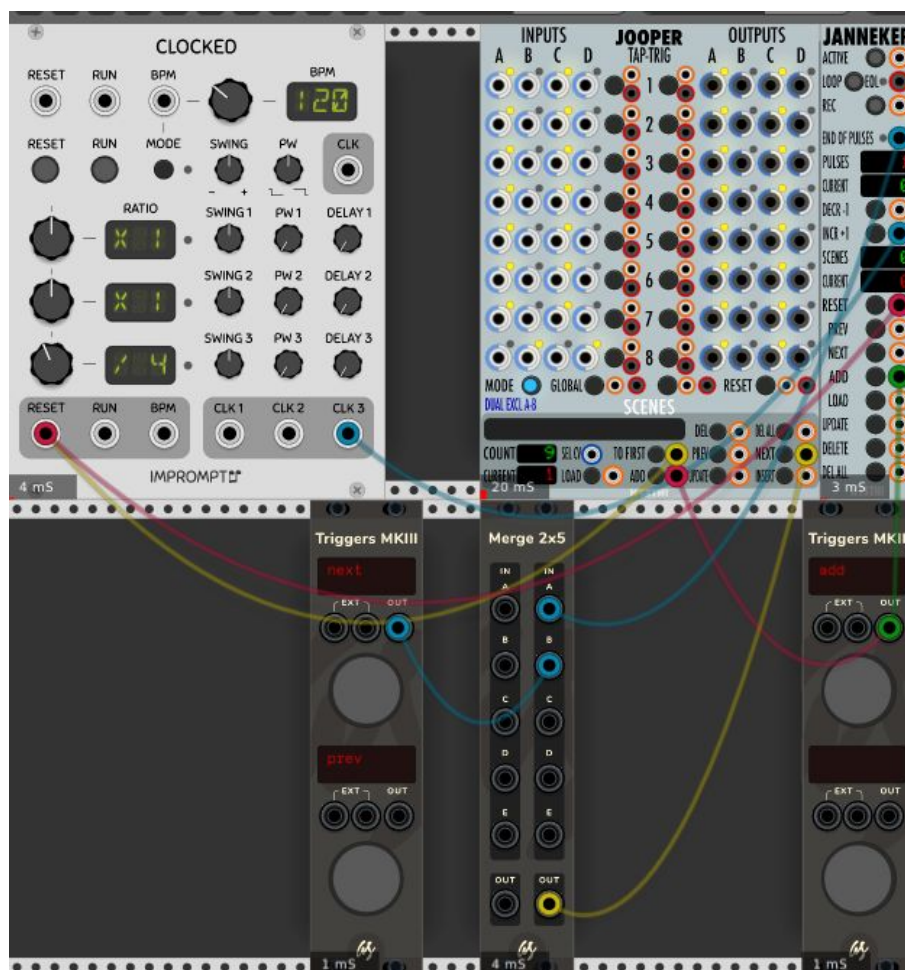 CLOCKED
RESET RUN BPM BPM
120
RESET RUN MODE SWING PW CLK
- +
RATIO SWING 1 PW 1 DELAY 1
X 1
SWING 2 PW 2 DELAY 2
X 1
SWING 3 PW 3 DELAY 3
/ 4
RESET RUN BPM CLK 1 CLK 2 CLK 3
IMPROMPT
4 mS
INPUTS JOOPER OUTPUTS
A B C D TAP-TRIG A B C D
1
2
3
4
5
6
7
8
MODE GLOBAL RESET
DUAL EXCL A-B
SCENES
DEL DEL ALL
COUNT 9 SEL CV TO FIRST PREV NEXT
CURRENT 1 LOAD ADD UPDATE INSERT
20 mS
JANNEKER
ACTIVE
LOOP EOL
REC
END OF PULSES
PULSES
CURRENT 0
DECR -1
INCR +1
SCENES 0
CURRENT 0
RESET
PREV
NEXT
ADD
LOAD
UPDATE
DELETE
DEL ALL
3 mS
Triggers MKIII
next
EXT OUT
prev
EXT OUT
1 mS
Merge 2x5
IN IN
A A
B B
C C
D D
E E
OUT OUT
4 mS
Triggers MKII
add
EXT OUT
EXT OUT
1 mS